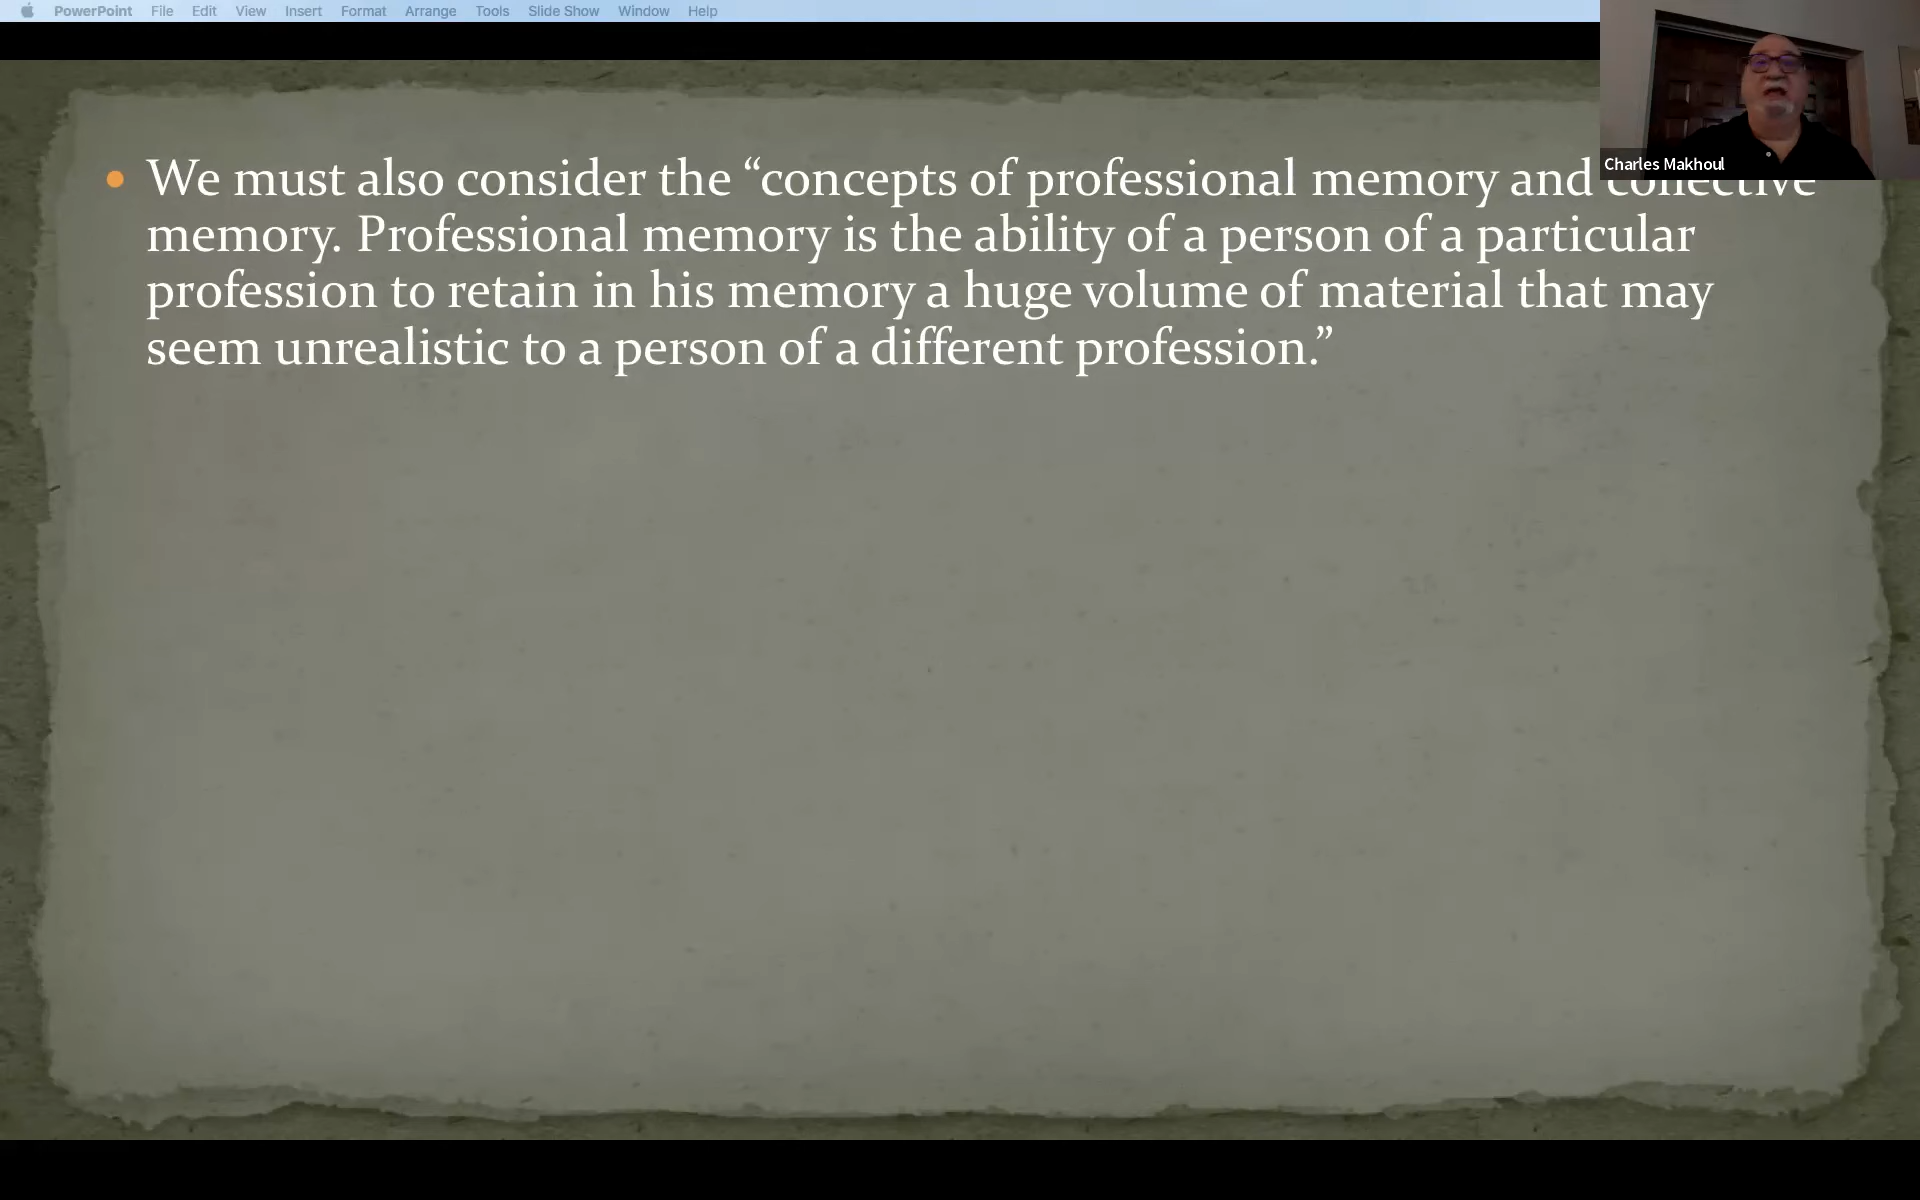 PowerPoint File Edit View Insert Format Arrange Tools Slide Show Window Help
Charles Makhoul
We must also consider the “concepts of professional memory and collective
memory. Professional memory is the ability of a person of a particular
profession to retain in his memory a huge volume of material that may
seem unrealistic to a person of a different profession.”